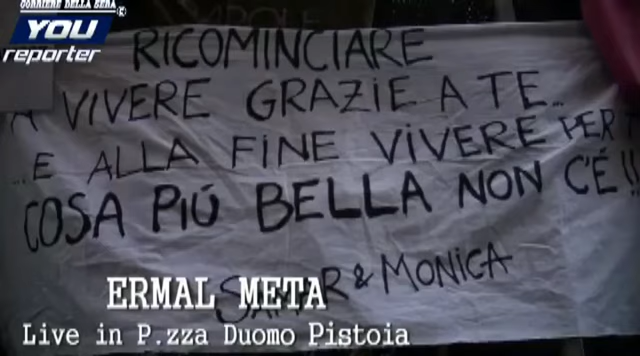 CORRIERE DELLA SERA
YOU
reporter
RICOMINCIARE
A VIVERE GRAZIE A TE..
..E ALLA FINE VIVERE PER
COSA PIÚ BELLA NON C'É!!
& MONICA
ERMAL META
Live in P.zza Duomo Pistoia